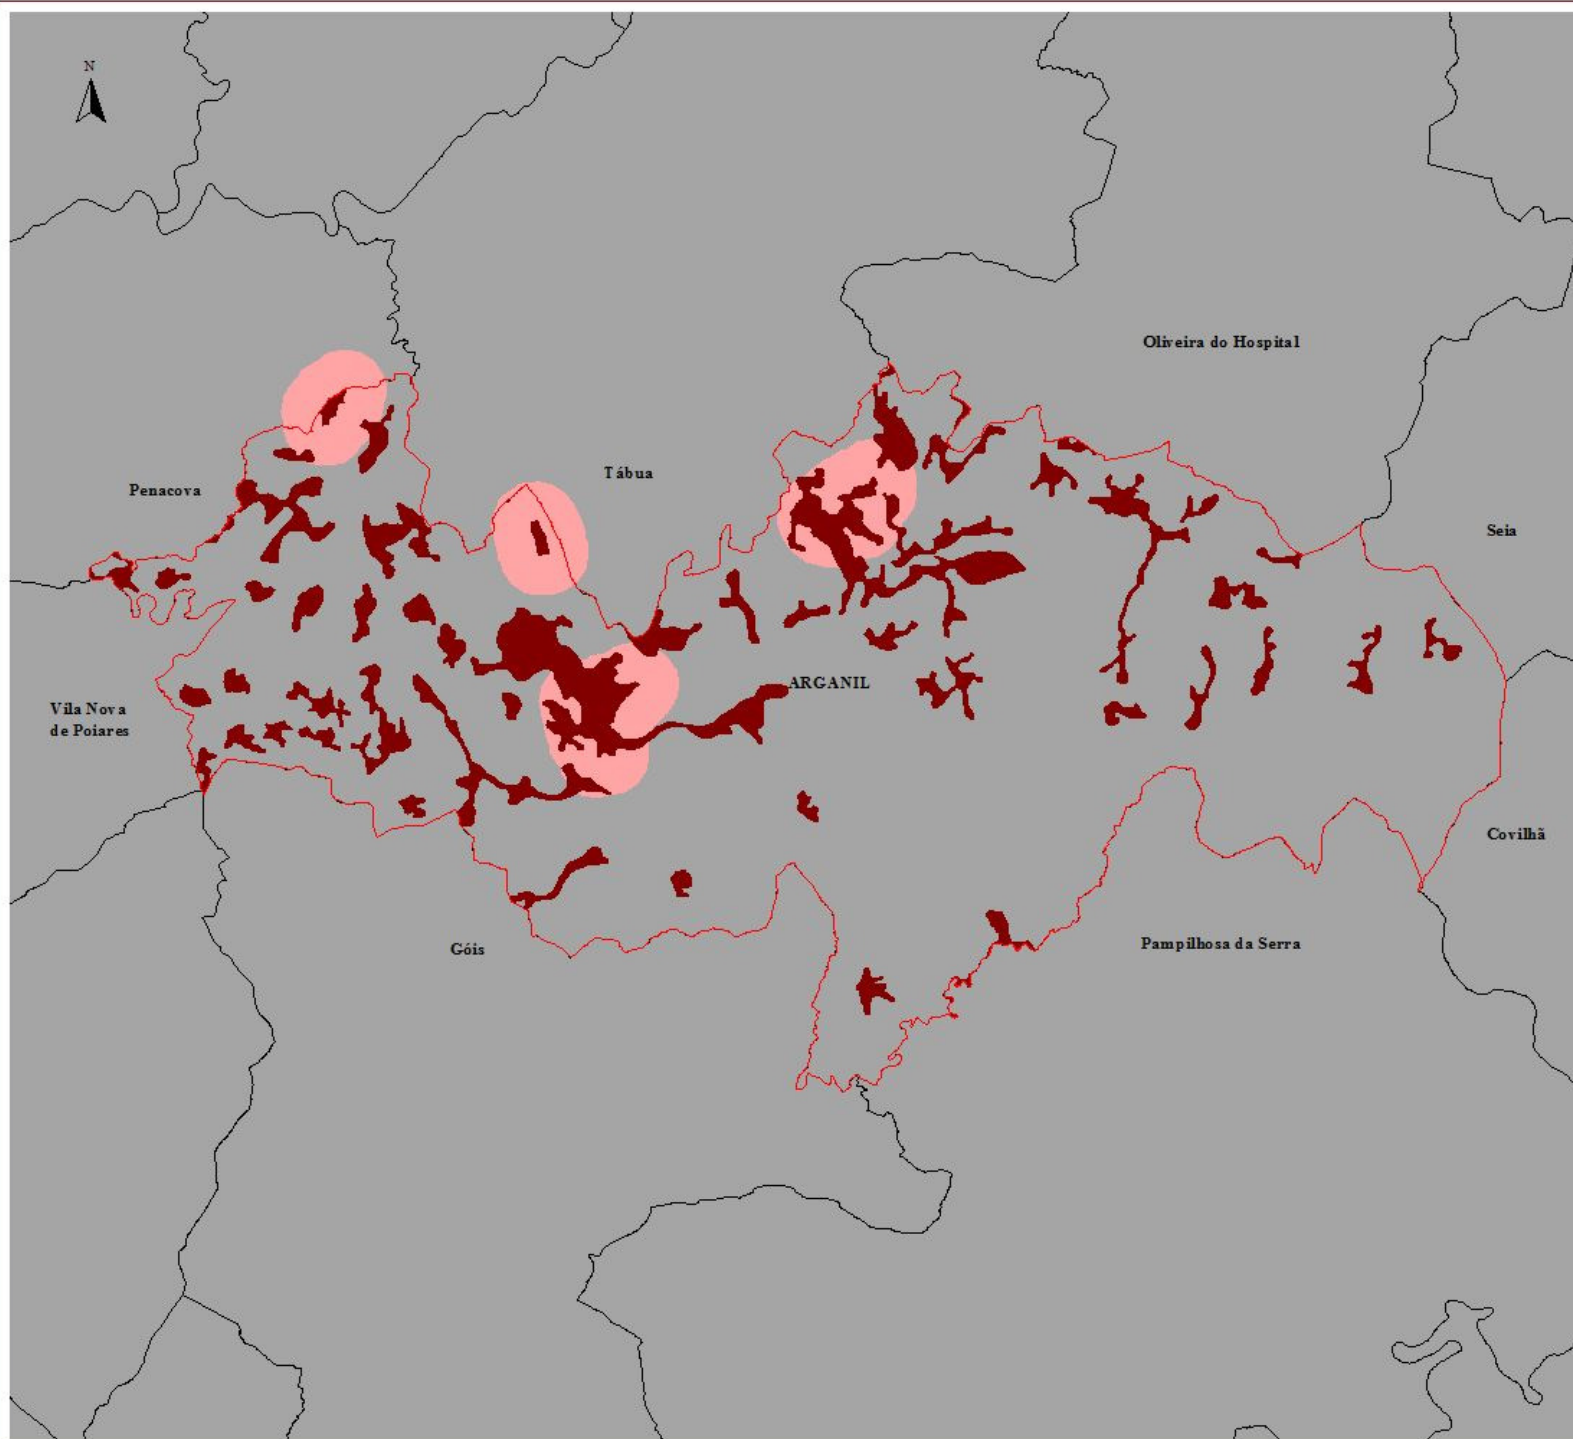 N
Oliveira do Hospital
Tábua
Penacova
Seia
ARGANIL
Vila Nova
de Poiares
Covilhã
Góis
Pampilhosa da Serra